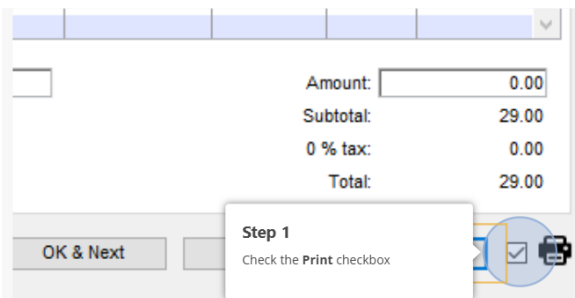 Amount: 0.00
Subtotal: 29.00
0 % tax: 0.00
Total: 29.00
Step 1
Check the Print checkbox
OK & Next